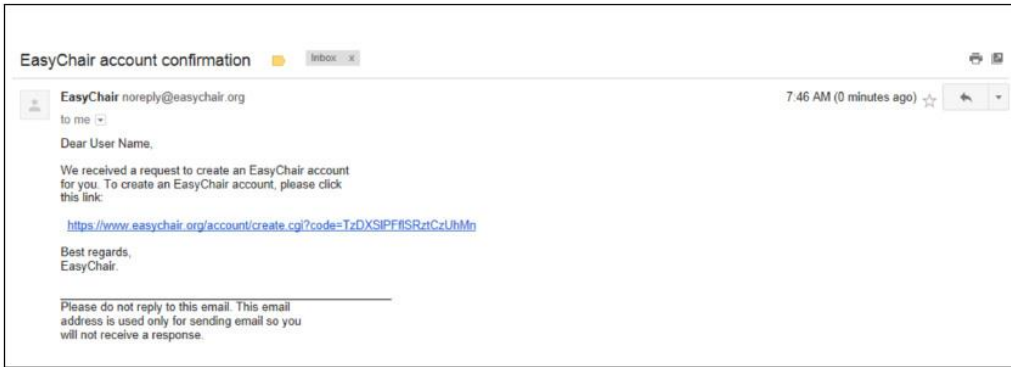 EasyChair account confirmation
Inbox x
EasyChair noreply@easychair.org
7:46 AM (0 minutes ago)
to me
Dear User Name,
We received a request to create an EasyChair account
for you. To create an EasyChair account, please click
this link:
https://www.easychair.org/account/create.cgi?code=TzDXSlPFflSRztCzUhMn
Best regards,
EasyChair.
Please do not reply to this email. This email
address is used only for sending email so you
will not receive a response.